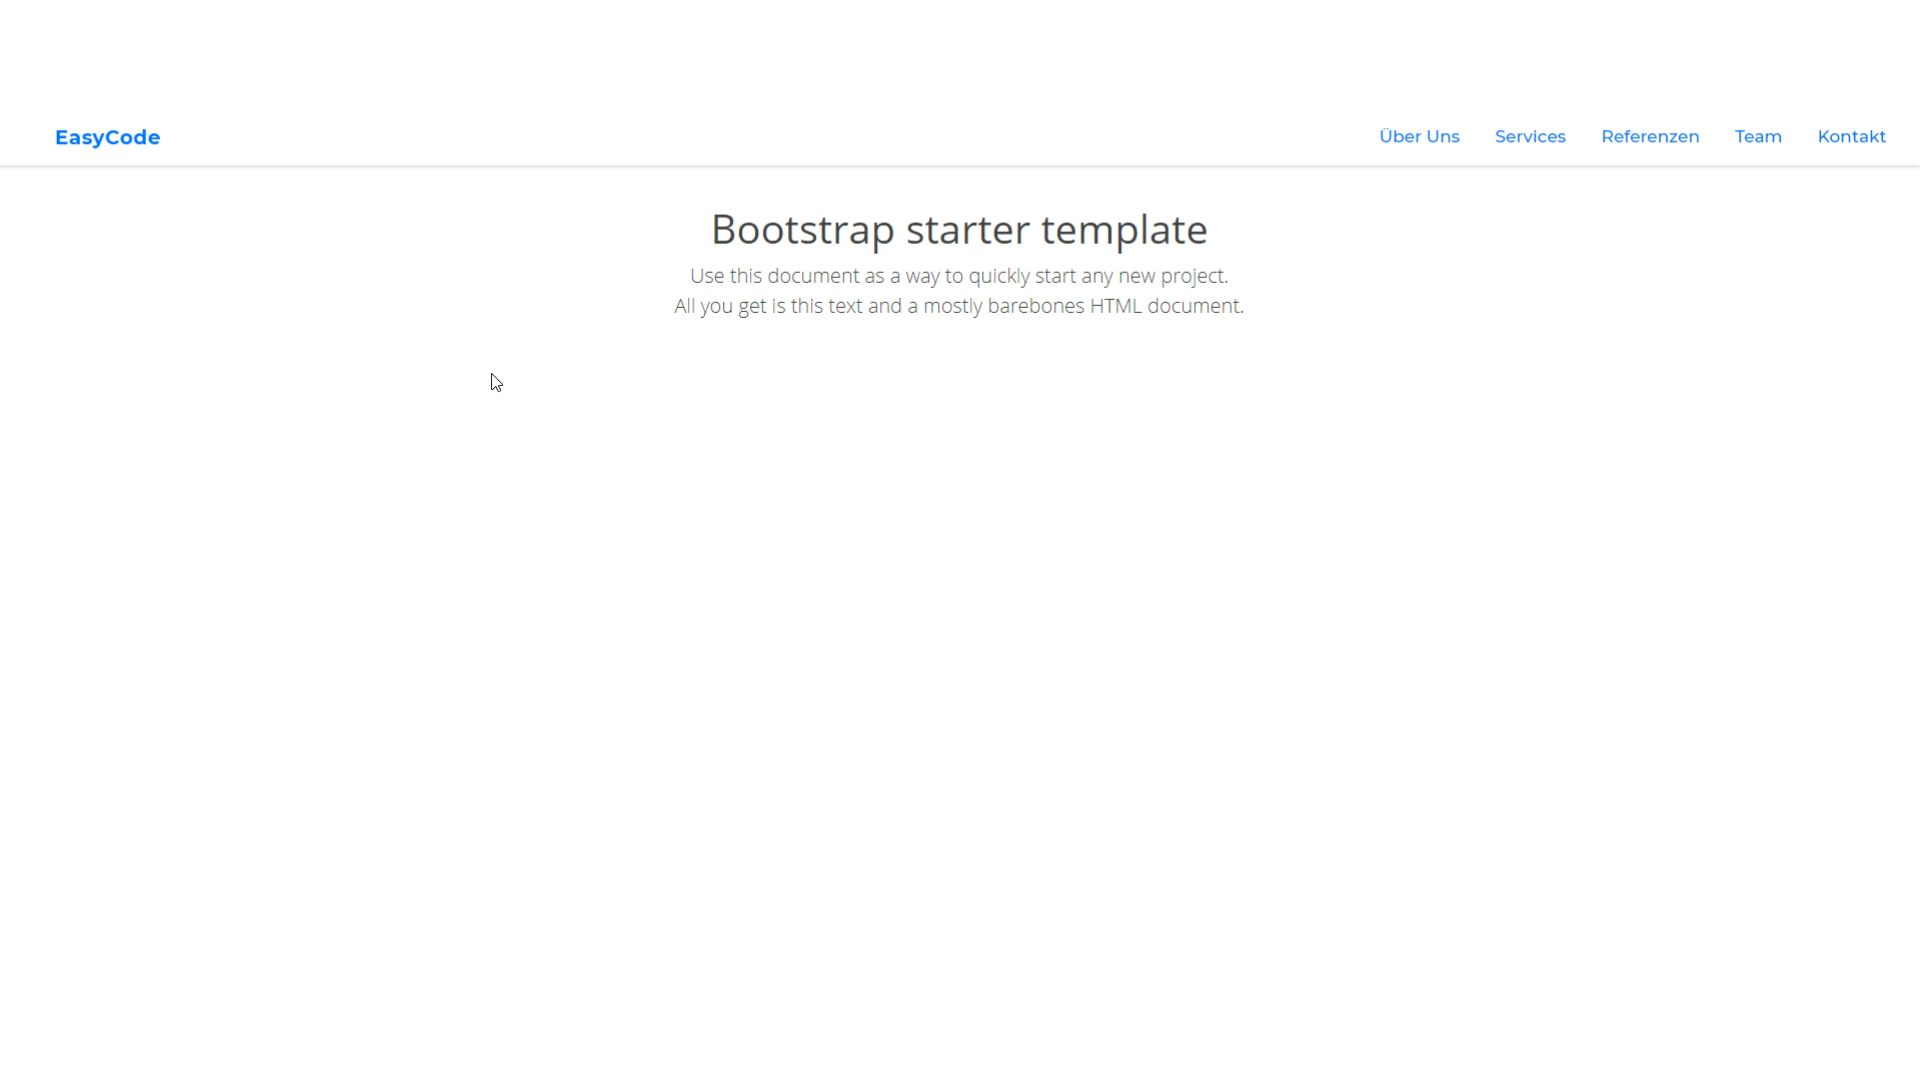 EasyCode
Über Uns Services Referenzen Team Kontakt
Bootstrap starter template
Use this document as a way to quickly start any new project.
All you get is this text and a mostly barebones HTML document.